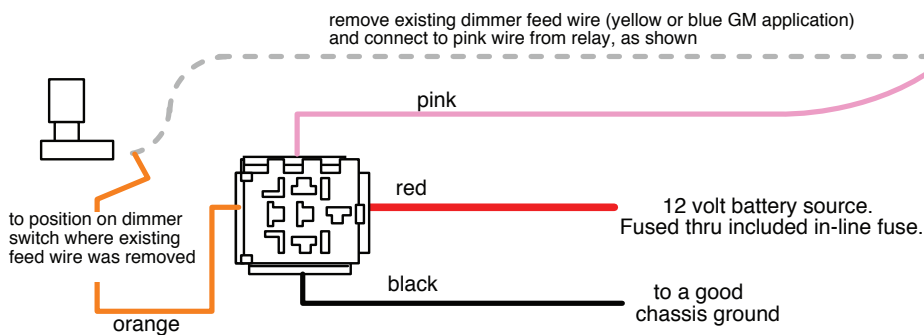 remove existing dimmer feed wire (yellow or blue GM application)
and connect to pink wire from relay, as shown
pink
red
12 volt battery source.
Fused thru included in-line fuse.
to position on dimmer
switch where existing
feed wire was removed
black
to a good
chassis ground
orange